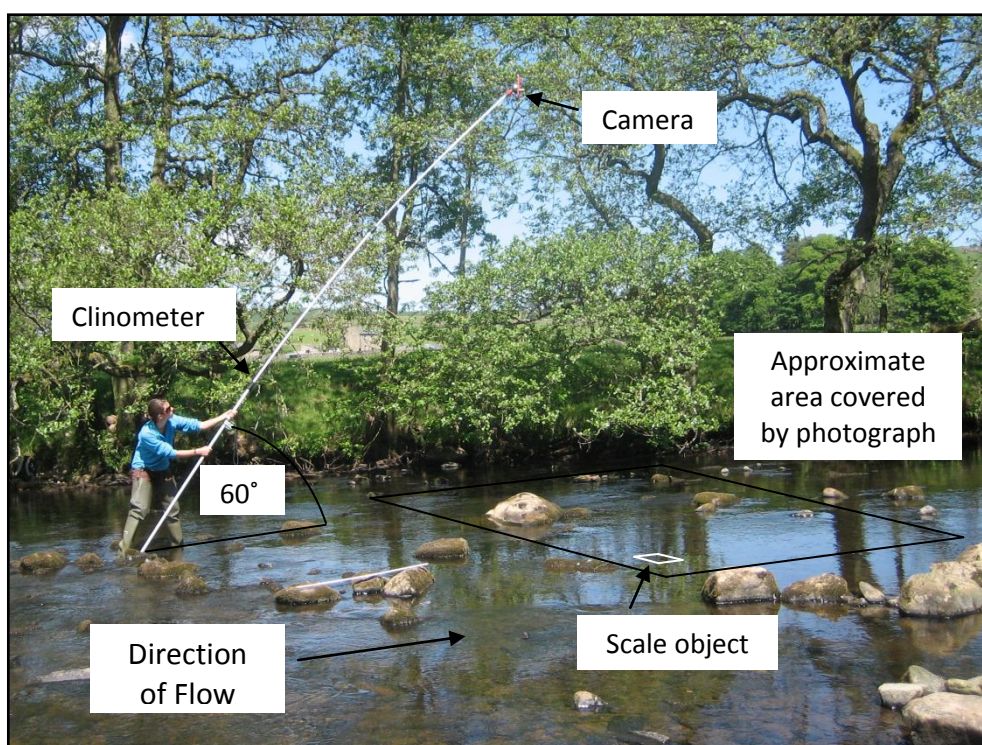 Camera
Clinometer
Approximate
area covered
by photograph
60˚
Scale object
Direction
of Flow